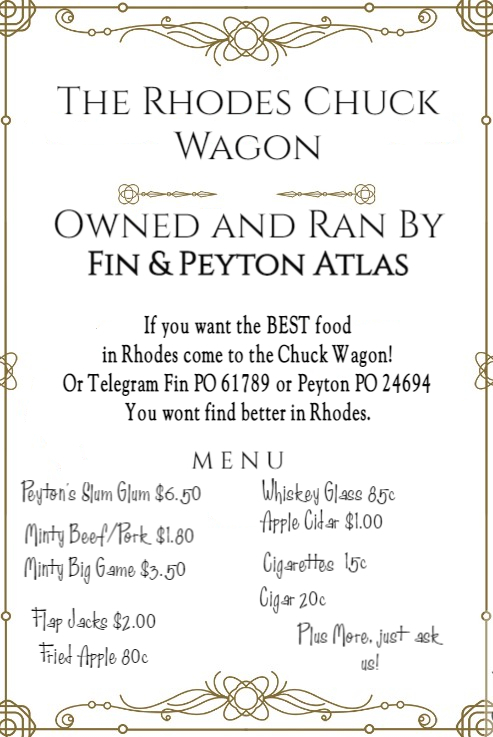 The Rhodes Chuck
Wagon
Owned and Ran By
Fin & Peyton Atlas
If you want the BEST food
in Rhodes come to the Chuck Wagon!
Or Telegram Fin PO 61789 or Peyton PO 24694
You wont find better in Rhodes.
MENU
Peyton's Slum Glum $6.50
Minty Beef/Pork $1.80
Minty Big Game $3.50
Flap Jacks $2.00
Fried Apple 80c
Whiskey Glass 85c
Apple Cider $1.00
Cigarettes 15c
Cigar 20c
Plus More, just ask
us!